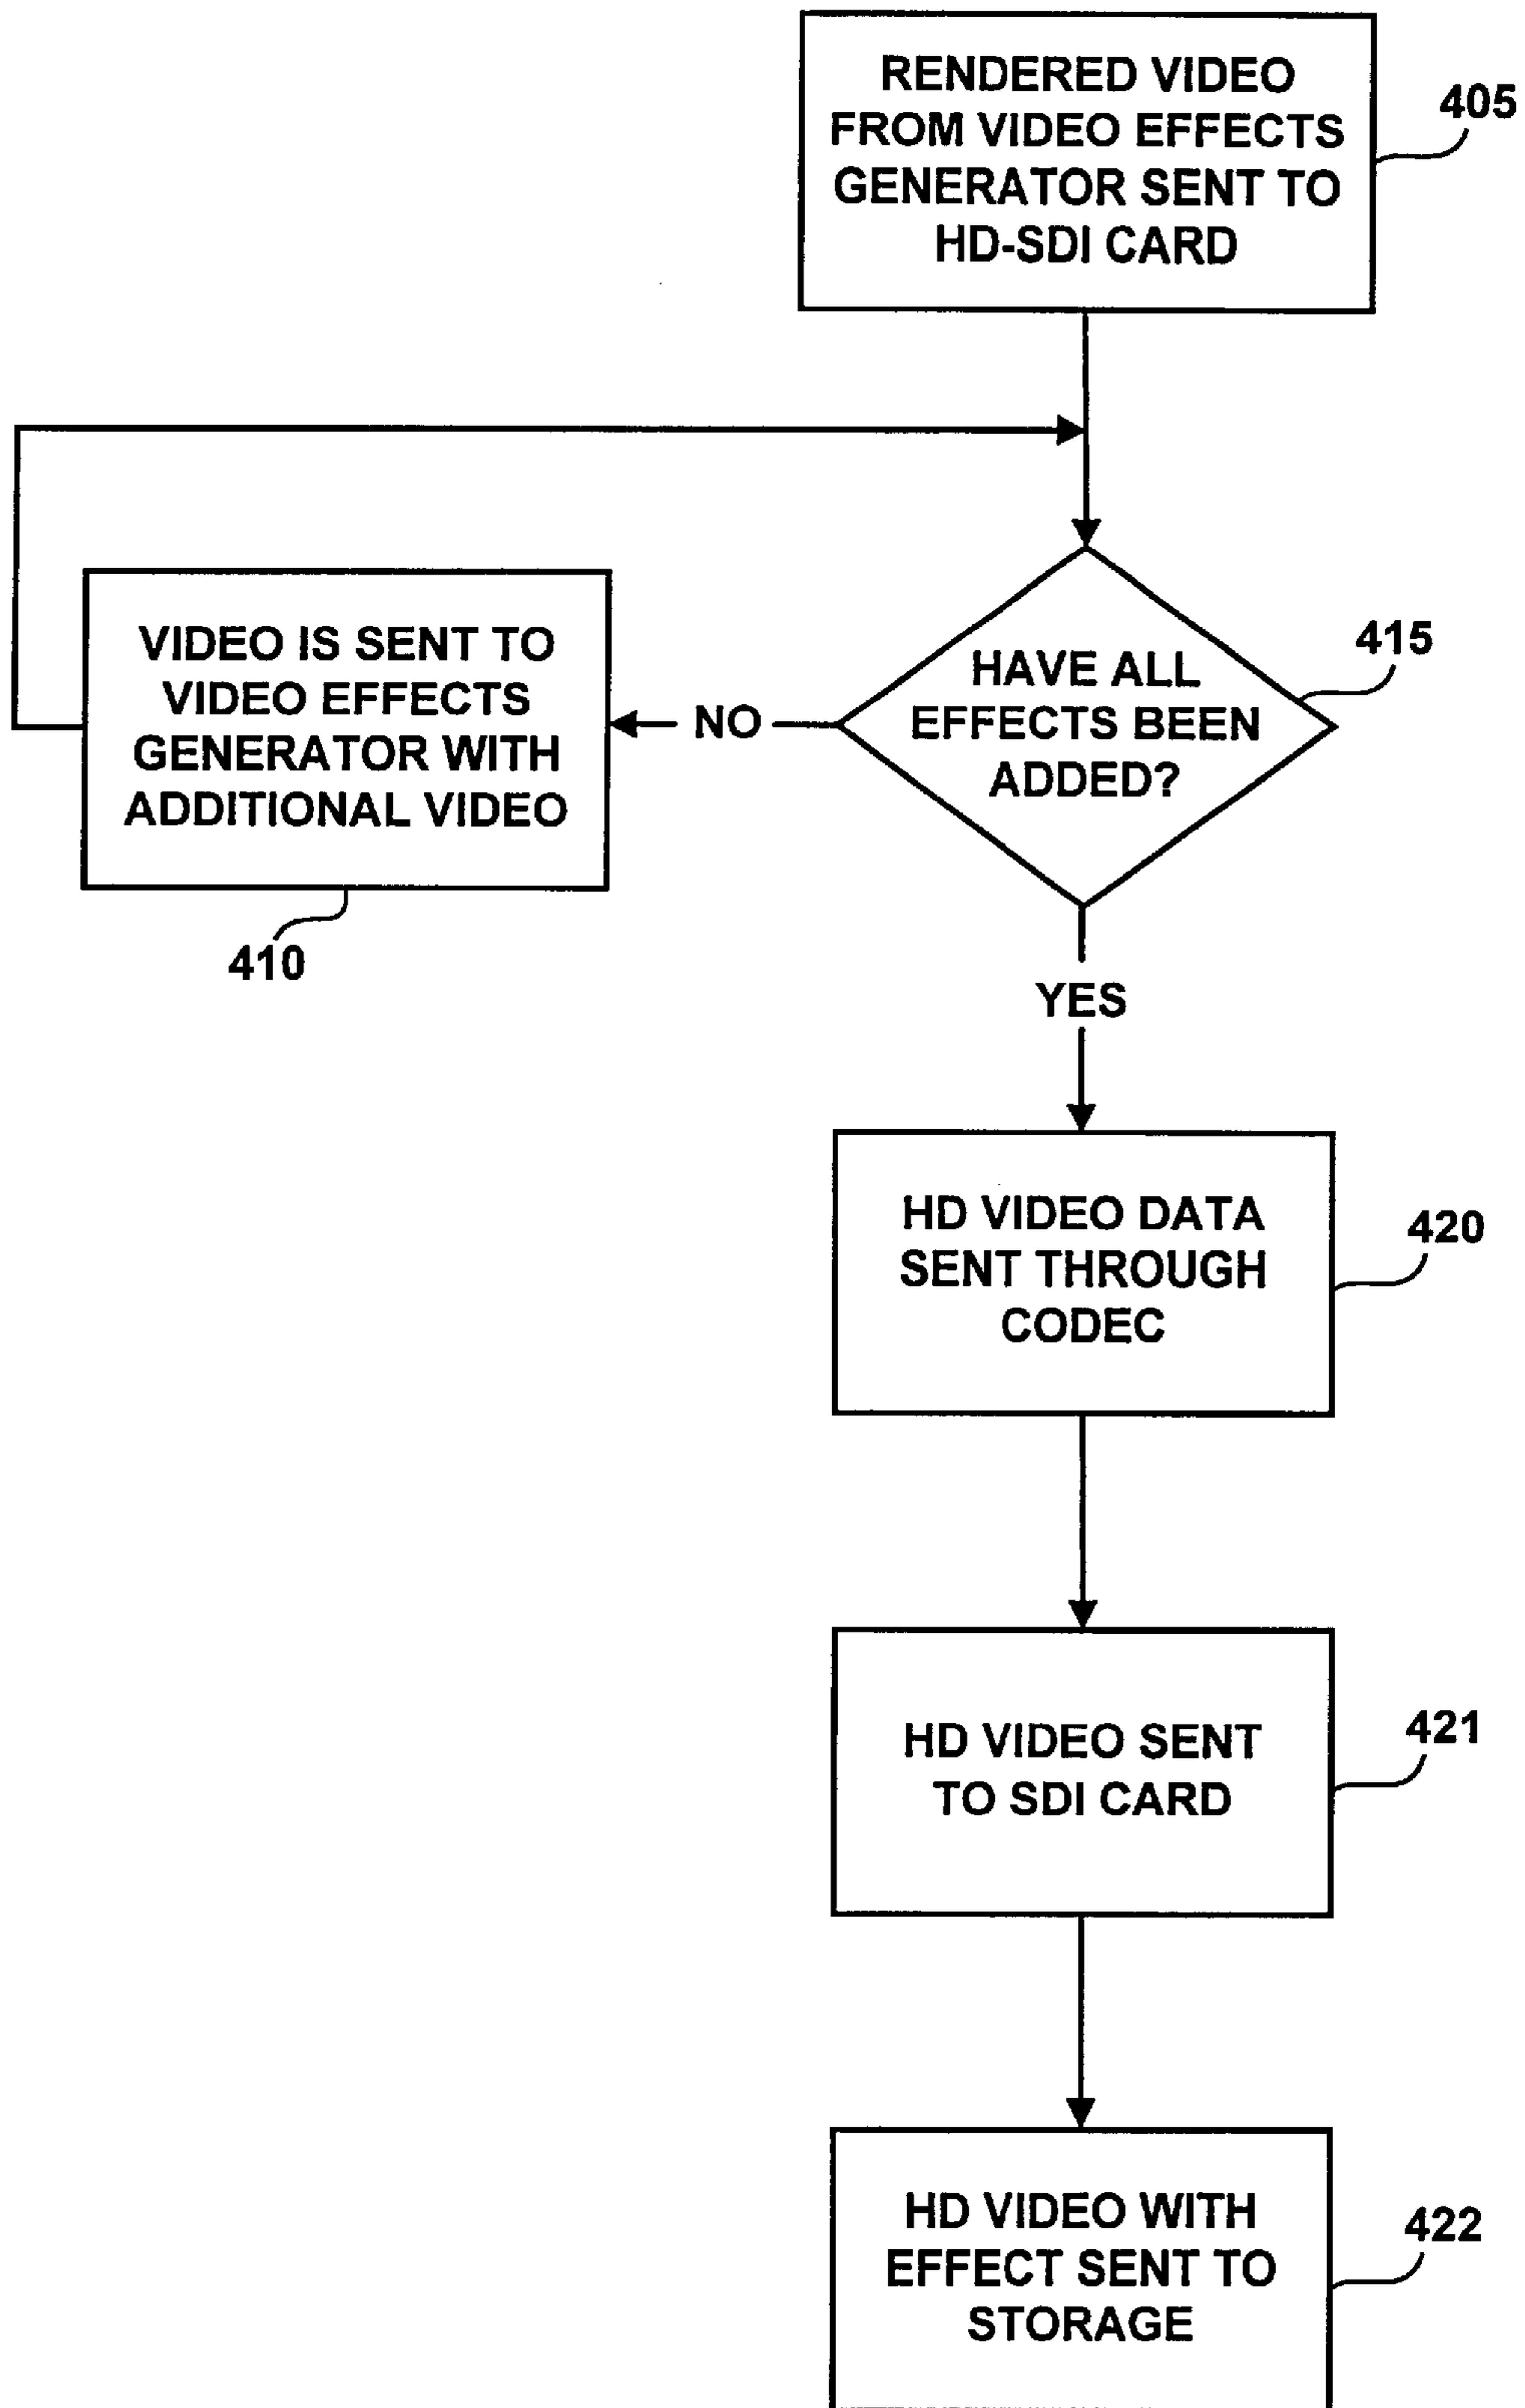 RENDERED VIDEO
FROM VIDEO EFFECTS
GENERATOR SENT TO
HD-SDI CARD
405
VIDEO IS SENT TO
VIDEO EFFECTS
GENERATOR WITH
ADDITIONAL VIDEO
410
NO
HAVE ALL
EFFECTS BEEN
ADDED?
415
YES
HD VIDEO DATA
SENT THROUGH
CODEC
420
HD VIDEO SENT
TO SDI CARD
421
HD VIDEO WITH
EFFECT SENT TO
STORAGE
422